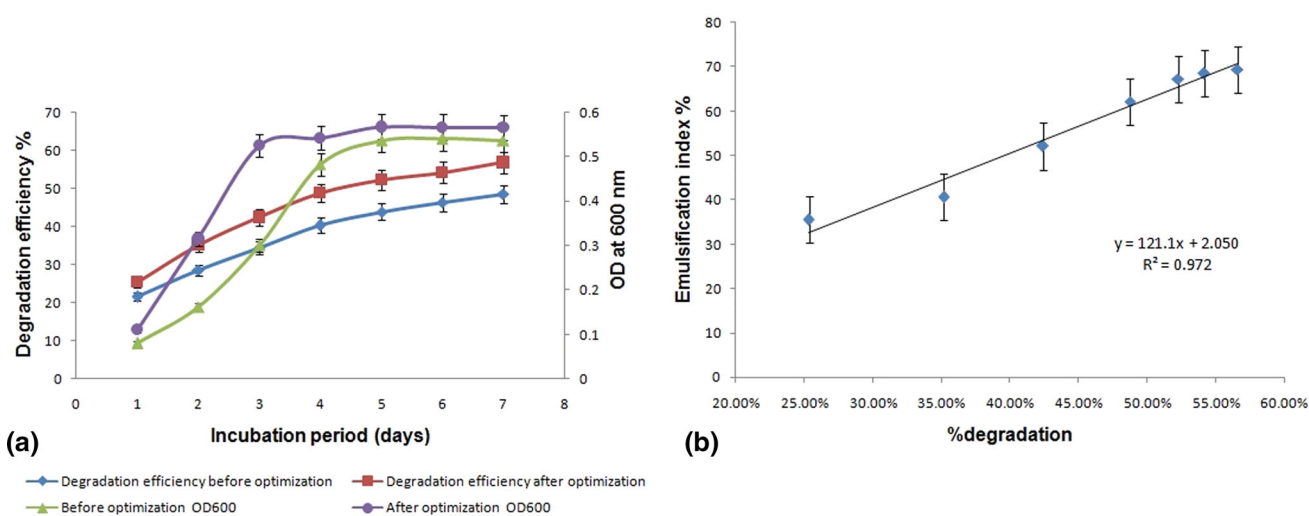 70
60
50
40
30
20
10
0
Degradation efficiency %
0.6
0.5
0.4
0.3
0.2
0.1
0
OD at 600 nm
0 1 2 3 4 5 6 7 8
Incubation period (days)
(a)
Degradation efficiency before optimization
Degradation efficiency after optimization
Before optimization OD600
After optimization OD600
80
70
60
50
40
30
20
10
0
Emulsification index %
y = 121.1x + 2.050
R² = 0.972
20.00% 25.00% 30.00% 35.00% 40.00% 45.00% 50.00% 55.00% 60.00%
%degradation
(b)